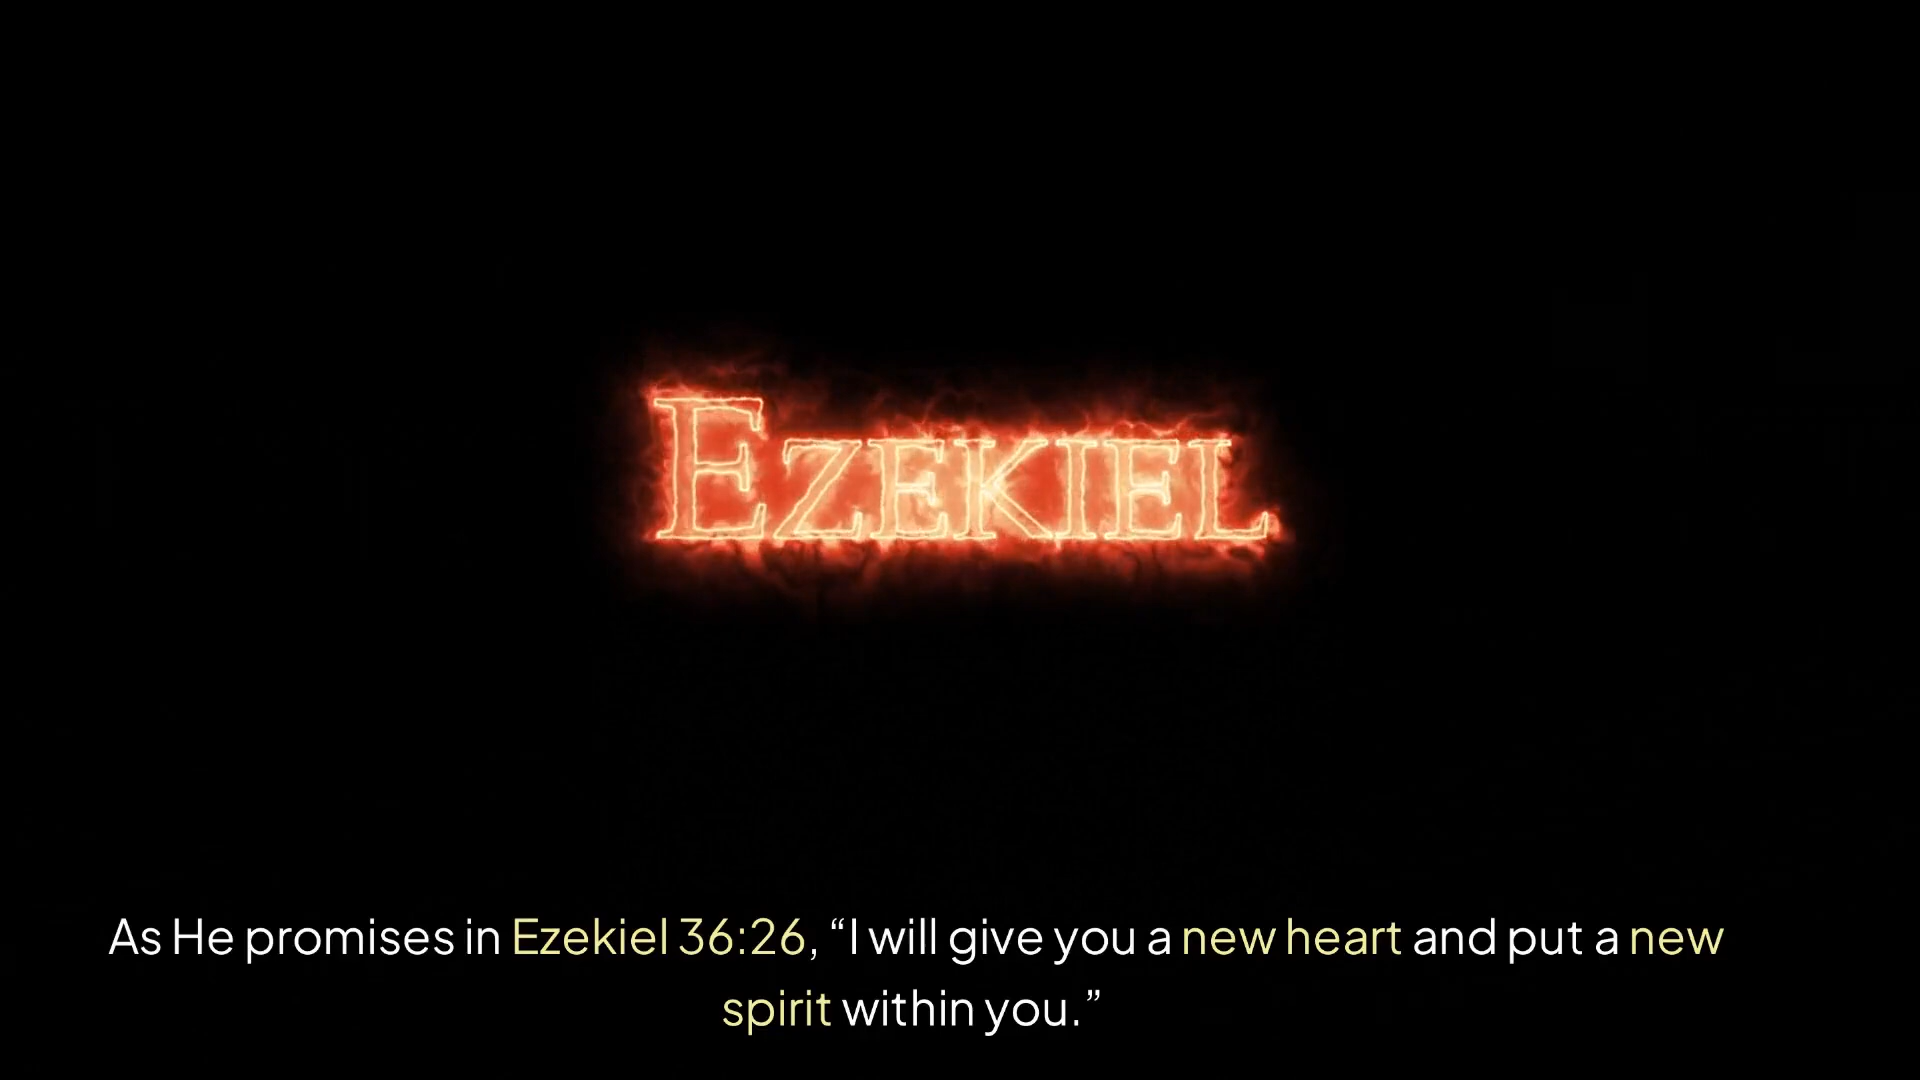 EZEKIEL
As He promises in Ezekiel 36:26, “I will give you a new heart and put a new
spirit within you.”